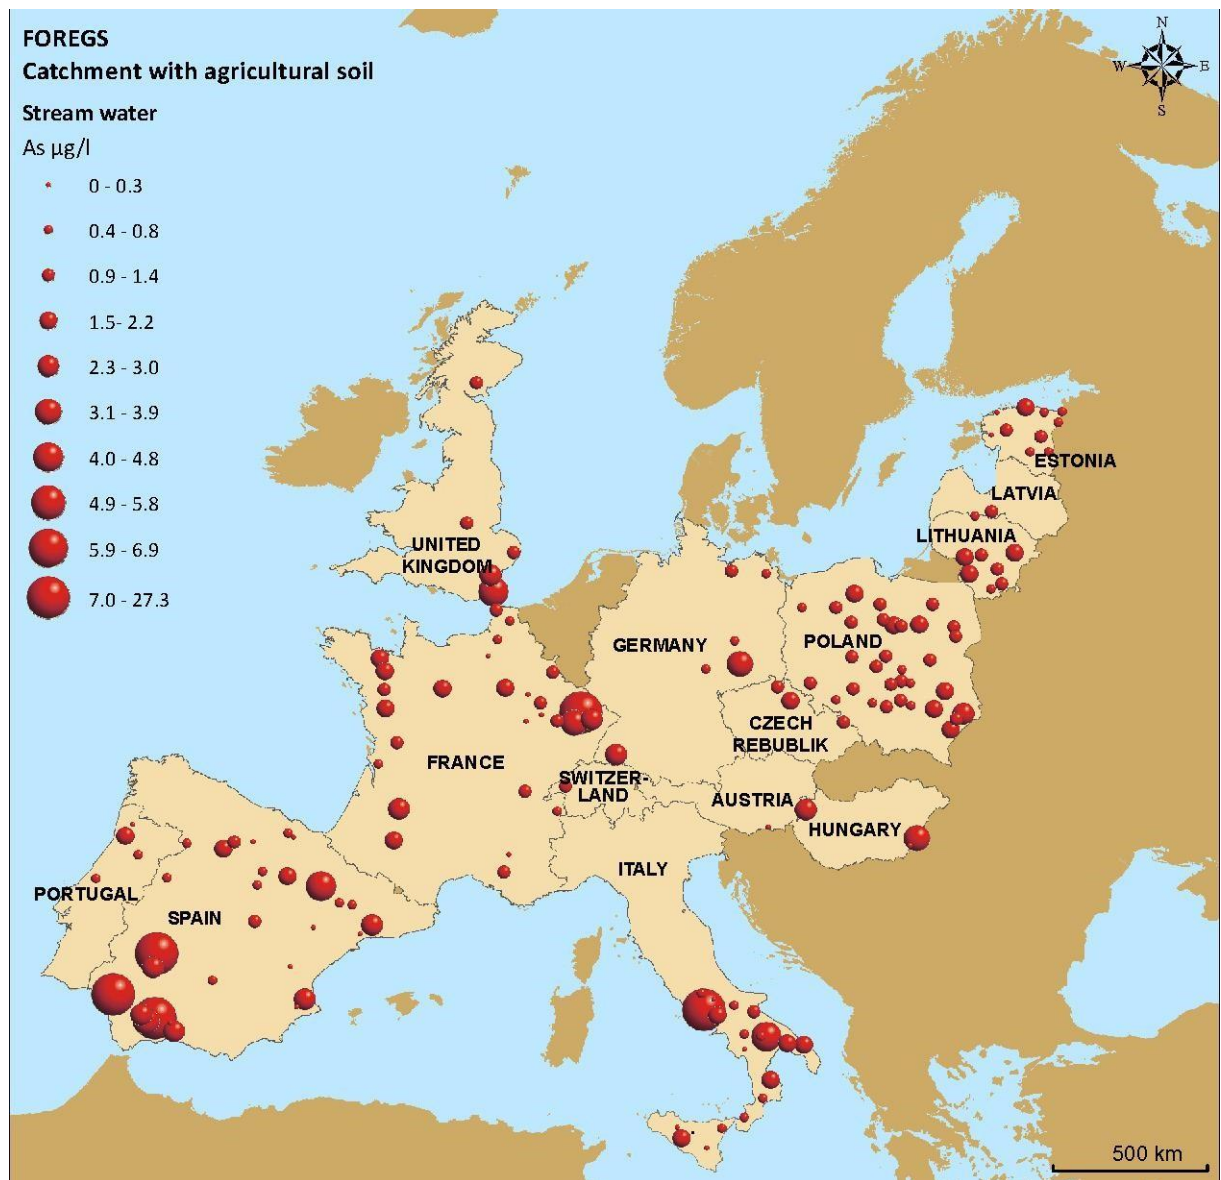 FOREGS
Catchment with agricultural soil
Stream water
As µg/l
0 - 0.3
0.4 - 0.8
0.9 - 1.4
1.5- 2.2
2.3 - 3.0
3.1 - 3.9
4.0 - 4.8
4.9 - 5.8
5.9 - 6.9
7.0 - 27.3
N
W
E
S
ESTONIA
LATVIA
LITHUANIA
UNITED
KINGDOM
GERMANY
POLAND
CZECH
REBUBLIK
FRANCE
SWITZER-
LAND
AUSTRIA
HUNGARY
ITALY
PORTUGAL
SPAIN
500 km